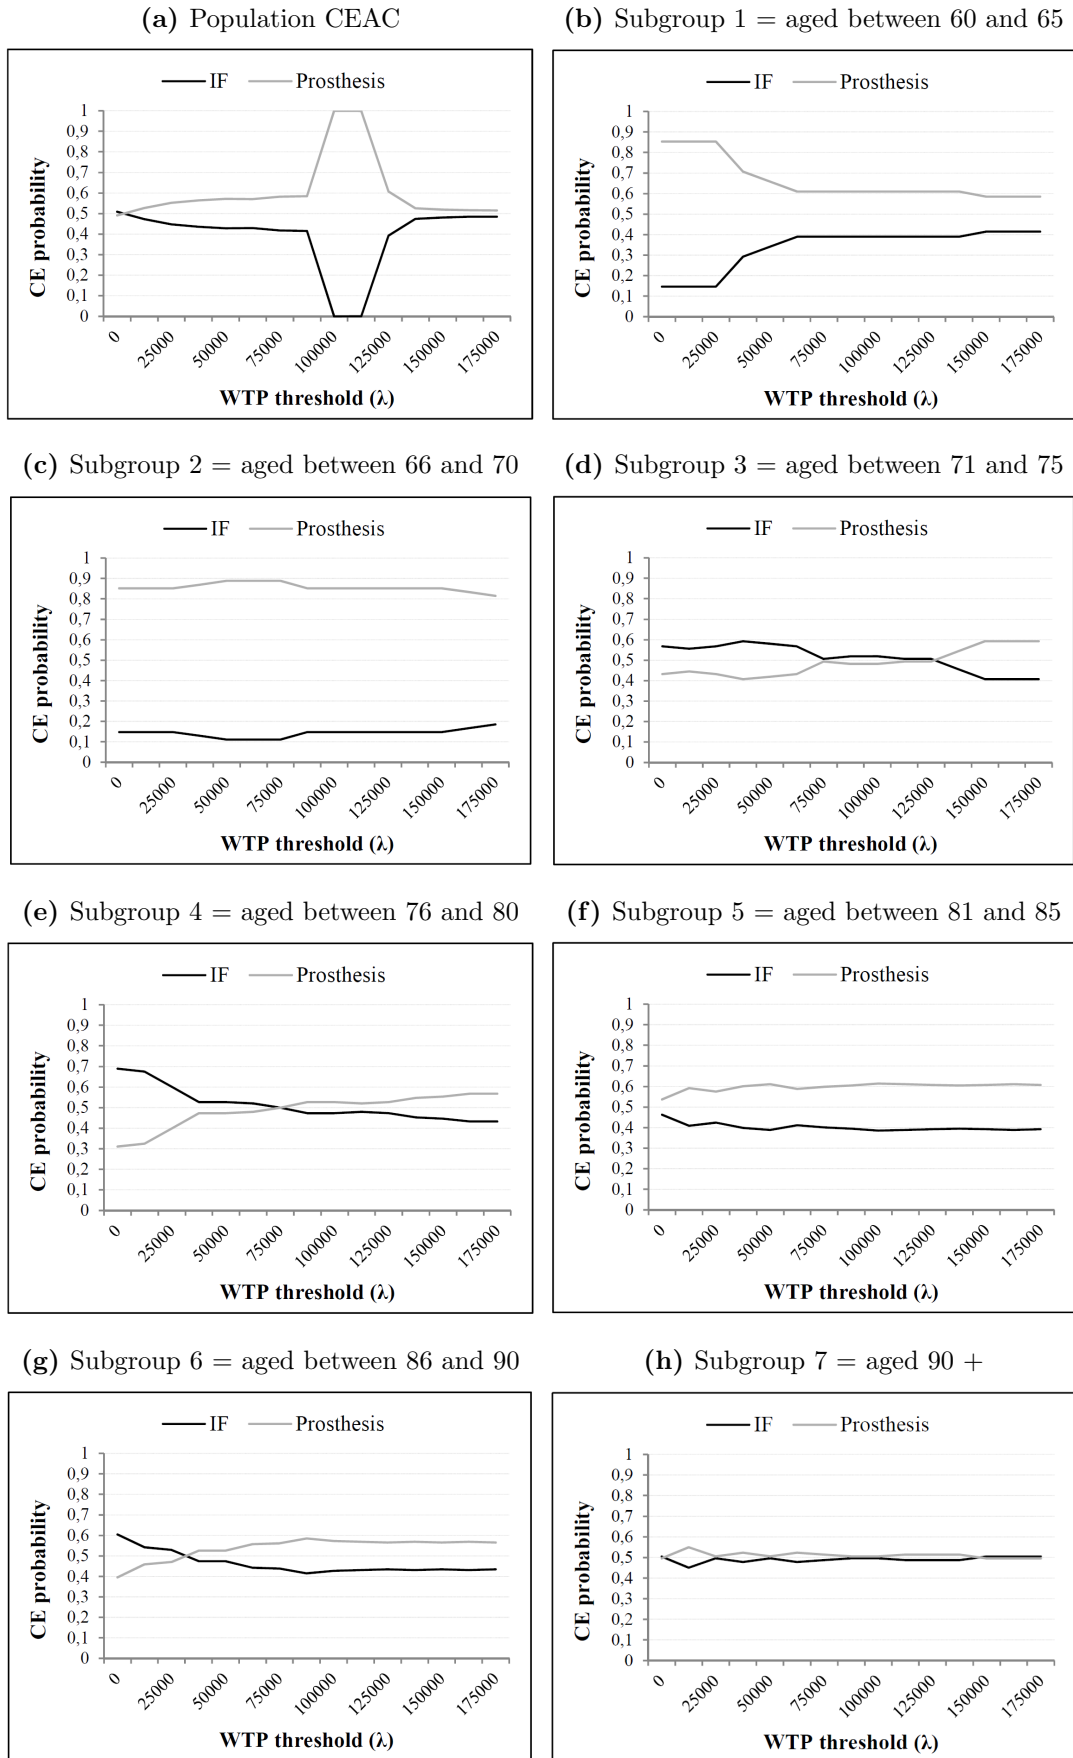 (a) Population CEAC
IF Prosthesis
1
0,9
0,8
0,7
0,6
0,5
0,4
0,3
0,2
0,1
0
CE probability
0 25000 50000 75000 100000 125000 150000 175000
WTP threshold (λ)
(b) Subgroup 1 = aged between 60 and 65
IF Prosthesis
1
0,9
0,8
0,7
0,6
0,5
0,4
0,3
0,2
0,1
0
CE probability
0 25000 50000 75000 100000 125000 150000 175000
WTP threshold (λ)
(c) Subgroup 2 = aged between 66 and 70
IF Prosthesis
1
0,9
0,8
0,7
0,6
0,5
0,4
0,3
0,2
0,1
0
CE probability
0 25000 50000 75000 100000 125000 150000 175000
WTP threshold (λ)
(d) Subgroup 3 = aged between 71 and 75
IF Prosthesis
1
0,9
0,8
0,7
0,6
0,5
0,4
0,3
0,2
0,1
0
CE probability
0 25000 50000 75000 100000 125000 150000 175000
WTP threshold (λ)
(e) Subgroup 4 = aged between 76 and 80
IF Prosthesis
1
0,9
0,8
0,7
0,6
0,5
0,4
0,3
0,2
0,1
0
CE probability
0 25000 50000 75000 100000 125000 150000 175000
WTP threshold (λ)
(f) Subgroup 5 = aged between 81 and 85
IF Prosthesis
1
0,9
0,8
0,7
0,6
0,5
0,4
0,3
0,2
0,1
0
CE probability
0 25000 50000 75000 100000 125000 150000 175000
WTP threshold (λ)
(g) Subgroup 6 = aged between 86 and 90
IF Prosthesis
1
0,9
0,8
0,7
0,6
0,5
0,4
0,3
0,2
0,1
0
CE probability
0 25000 50000 75000 100000 125000 150000 175000
WTP threshold (λ)
(h) Subgroup 7 = aged 90 +
IF Prosthesis
1
0,9
0,8
0,7
0,6
0,5
0,4
0,3
0,2
0,1
0
CE probability
0 25000 50000 75000 100000 125000 150000 175000
WTP threshold (λ)